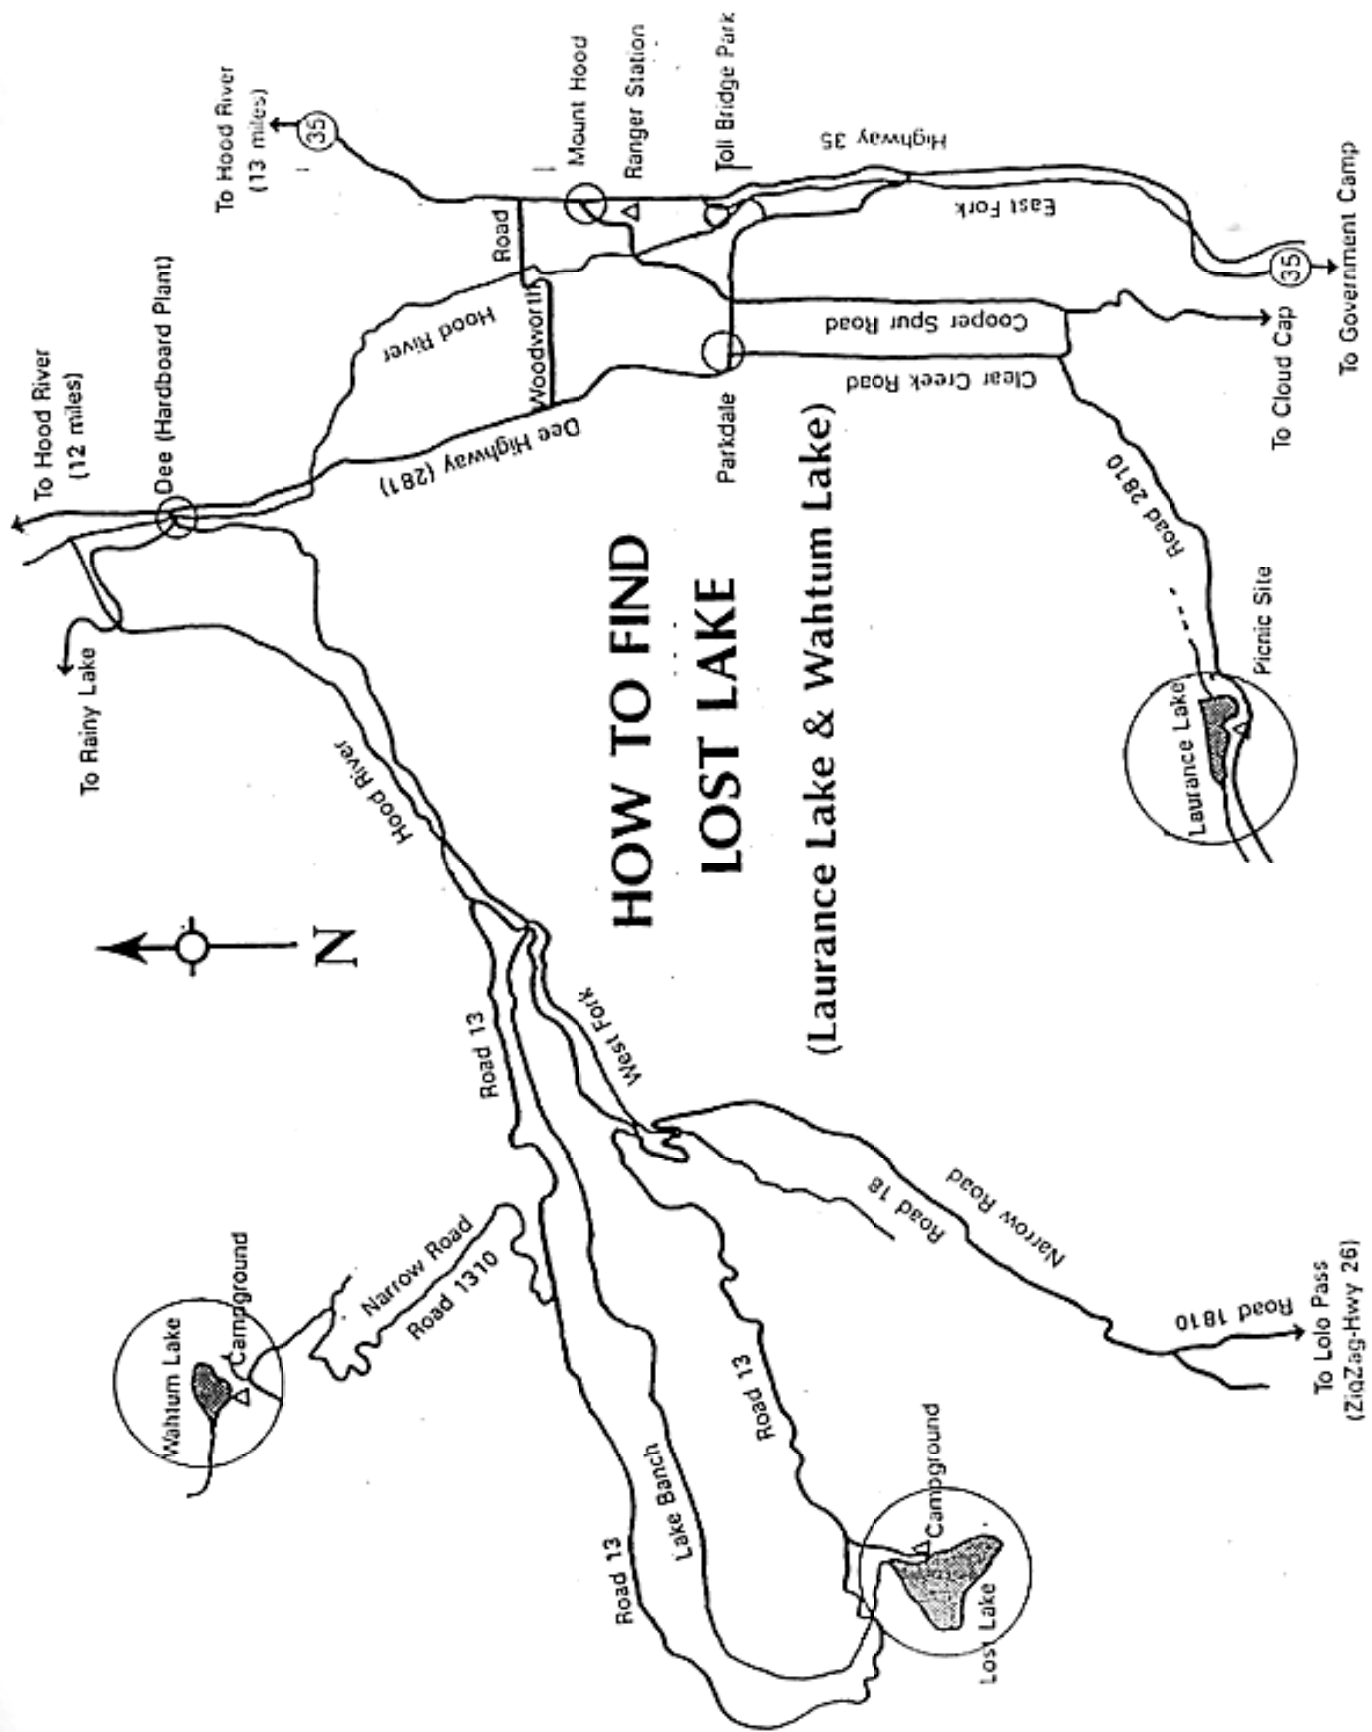 HOW TO FIND
LOST LAKE
(Laurance Lake & Wahtum Lake)
N
To Hood River
(12 miles)
Dee (Hardboard Plant)
To Hood River
(13 miles)
35
Mount Hood
Ranger Station
Toll Bridge Park
Highway 35
East Fork
35
To Government Camp
To Cloud Cap
Cooper Spur Road
Clear Creek Road
Parkdale
Woodworth
Road
Hood River
Dee Highway (281)
Road 2810
Picnic Site
Laurance Lake
To Rainy Lake
Hood River
Road 13
West Fork
Narrow Road
Road 1310
Campground
Wahtum Lake
Road 18
Narrow Road
Road 1810
To Lolo Pass
(ZigZag-Hwy 26)
Road 13
Lake Banch
Road 13
Campground
Lost Lake